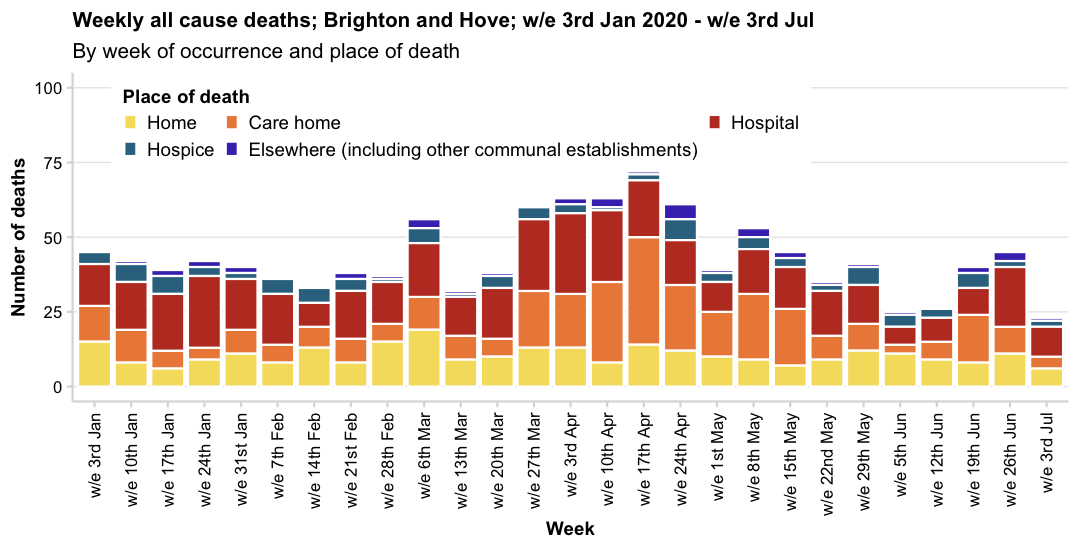 Weekly all cause deaths; Brighton and Hove; w/e 3rd Jan 2020 - w/e 3rd Jul
By week of occurrence and place of death
Place of death
Home Care home Hospital
Hospice Elsewhere (including other communal establishments)
Number of deaths
100
75
50
25
0
w/e 3rd Jan
w/e 10th Jan
w/e 17th Jan
w/e 24th Jan
w/e 31st Jan
w/e 7th Feb
w/e 14th Feb
w/e 21st Feb
w/e 28th Feb
w/e 6th Mar
w/e 13th Mar
w/e 20th Mar
w/e 27th Mar
w/e 3rd Apr
w/e 10th Apr
w/e 17th Apr
w/e 24th Apr
w/e 1st May
w/e 8th May
w/e 15th May
w/e 22nd May
w/e 29th May
w/e 5th Jun
w/e 12th Jun
w/e 19th Jun
w/e 26th Jun
w/e 3rd Jul
Week